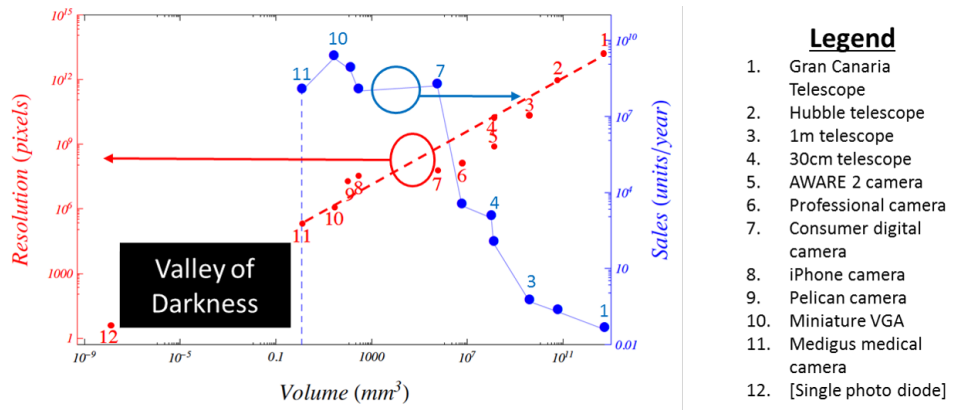 10^15
10^12
10^9
10^6
1000
1
Resolution (pixels)
10^10
10^7
10^4
10
0.01
Sales (units/year)
10^-9
10^-5
0.1
1000
10^7
10^11
Volume (mm^3)
11
10
7
4
3
1
1
2
3
4
5
6
7
8
9
10
11
12
Valley of
Darkness
Legend
1. Gran Canaria
Telescope
2. Hubble telescope
3. 1m telescope
4. 30cm telescope
5. AWARE 2 camera
6. Professional camera
7. Consumer digital
camera
8. iPhone camera
9. Pelican camera
10. Miniature VGA
11. Medigus medical
camera
12. [Single photo diode]